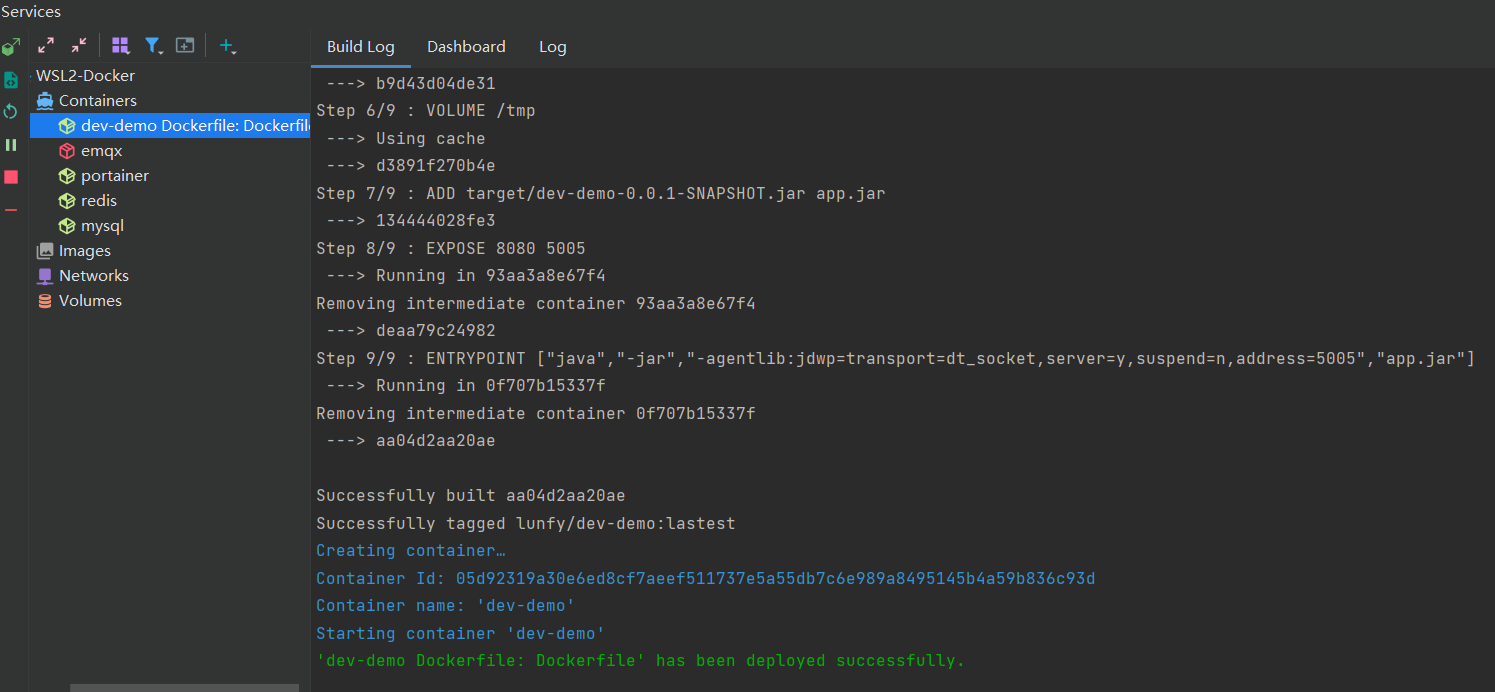 Services
Build Log Dashboard Log
WSL2-Docker
Containers
dev-demo Dockerfile: Dockerfil
emqx
portainer
redis
mysql
Images
Networks
Volumes
---> b9d43d04de31
Step 6/9 : VOLUME /tmp
---> Using cache
---> d3891f270b4e
Step 7/9 : ADD target/dev-demo-0.0.1-SNAPSHOT.jar app.jar
---> 134444028fe3
Step 8/9 : EXPOSE 8080 5005
---> Running in 93aa3a8e67f4
Removing intermediate container 93aa3a8e67f4
---> deaa79c24982
Step 9/9 : ENTRYPOINT ["java","-jar","-agentlib:jdwp=transport=dt_socket,server=y,suspend=n,address=5005","app.jar"]
---> Running in 0f707b15337f
Removing intermediate container 0f707b15337f
---> aa04d2aa20ae
Successfully built aa04d2aa20ae
Successfully tagged lunfy/dev-demo:lastest
Creating container…
Container Id: 05d92319a30e6ed8cf7aeef511737e5a55db7c6e989a8495145b4a59b836c93d
Container name: 'dev-demo'
Starting container 'dev-demo'
'dev-demo Dockerfile: Dockerfile' has been deployed successfully.